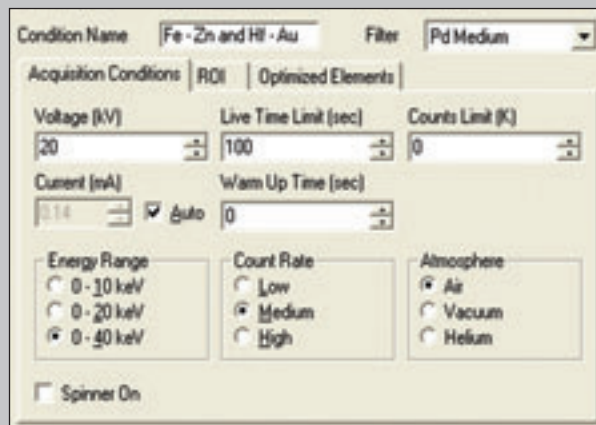 Condition Name Fe - Zn and Hf - Au Filter Pd Medium
Acquisition Conditions ROI Optimized Elements
Voltage (kV) Live Time Limit (sec) Counts Limit (K)
20 100 0
Current (mA) Warm Up Time (sec)
0.14 Auto 0
Energy Range Count Rate Atmosphere
0 - 10 keV Low Air
0 - 20 keV Medium Vacuum
0 - 40 keV High Helium
Spinner On